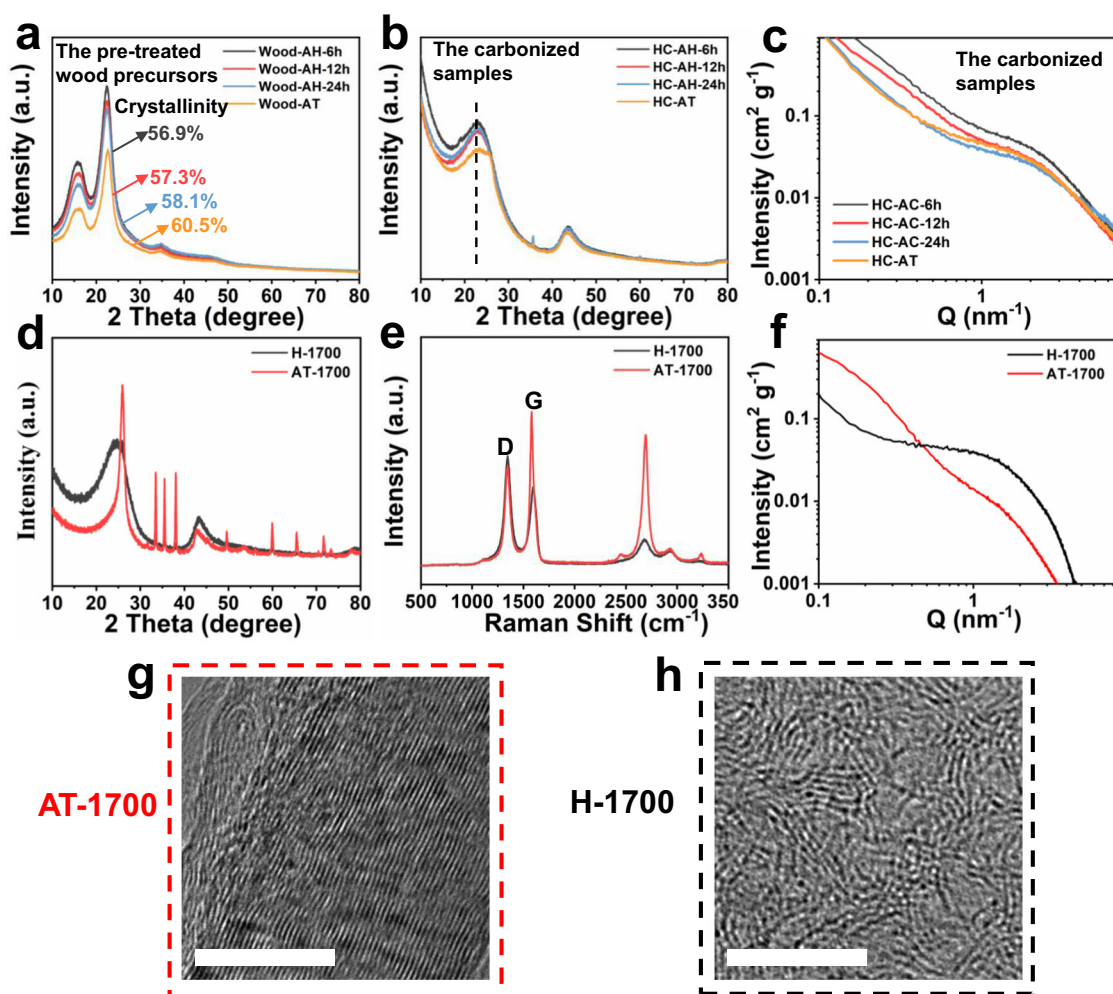 a
The pre-treated
wood precursors
Crystallinity
Wood-AH-6h
Wood-AH-12h
Wood-AH-24h
Wood-AT
56.9%
57.3%
58.1%
60.5%
Intensity (a.u.)
10 20 30 40 50 60 70 80
2 Theta (degree)
b
The carbonized
samples
HC-AH-6h
HC-AH-12h
HC-AH-24h
HC-AT
Intensity (a.u.)
10 20 30 40 50 60 70 80
2 Theta (degree)
c
The carbonized
samples
HC-AC-6h
HC-AC-12h
HC-AC-24h
HC-AT
Intensity (cm² g⁻¹)
0.1
0.01
0.001
0.1 1
Q (nm⁻¹)
d
H-1700
AT-1700
Intensity (a.u.)
10 20 30 40 50 60 70 80
2 Theta (degree)
e
H-1700
AT-1700
D
G
Intensity (a.u.)
500 1000 1500 2000 2500 3000 350
Raman Shift (cm⁻¹)
f
H-1700
AT-1700
Intensity (cm² g⁻¹)
0.1
0.01
0.001
0.1 1
Q (nm⁻¹)
g
AT-1700
h
H-1700